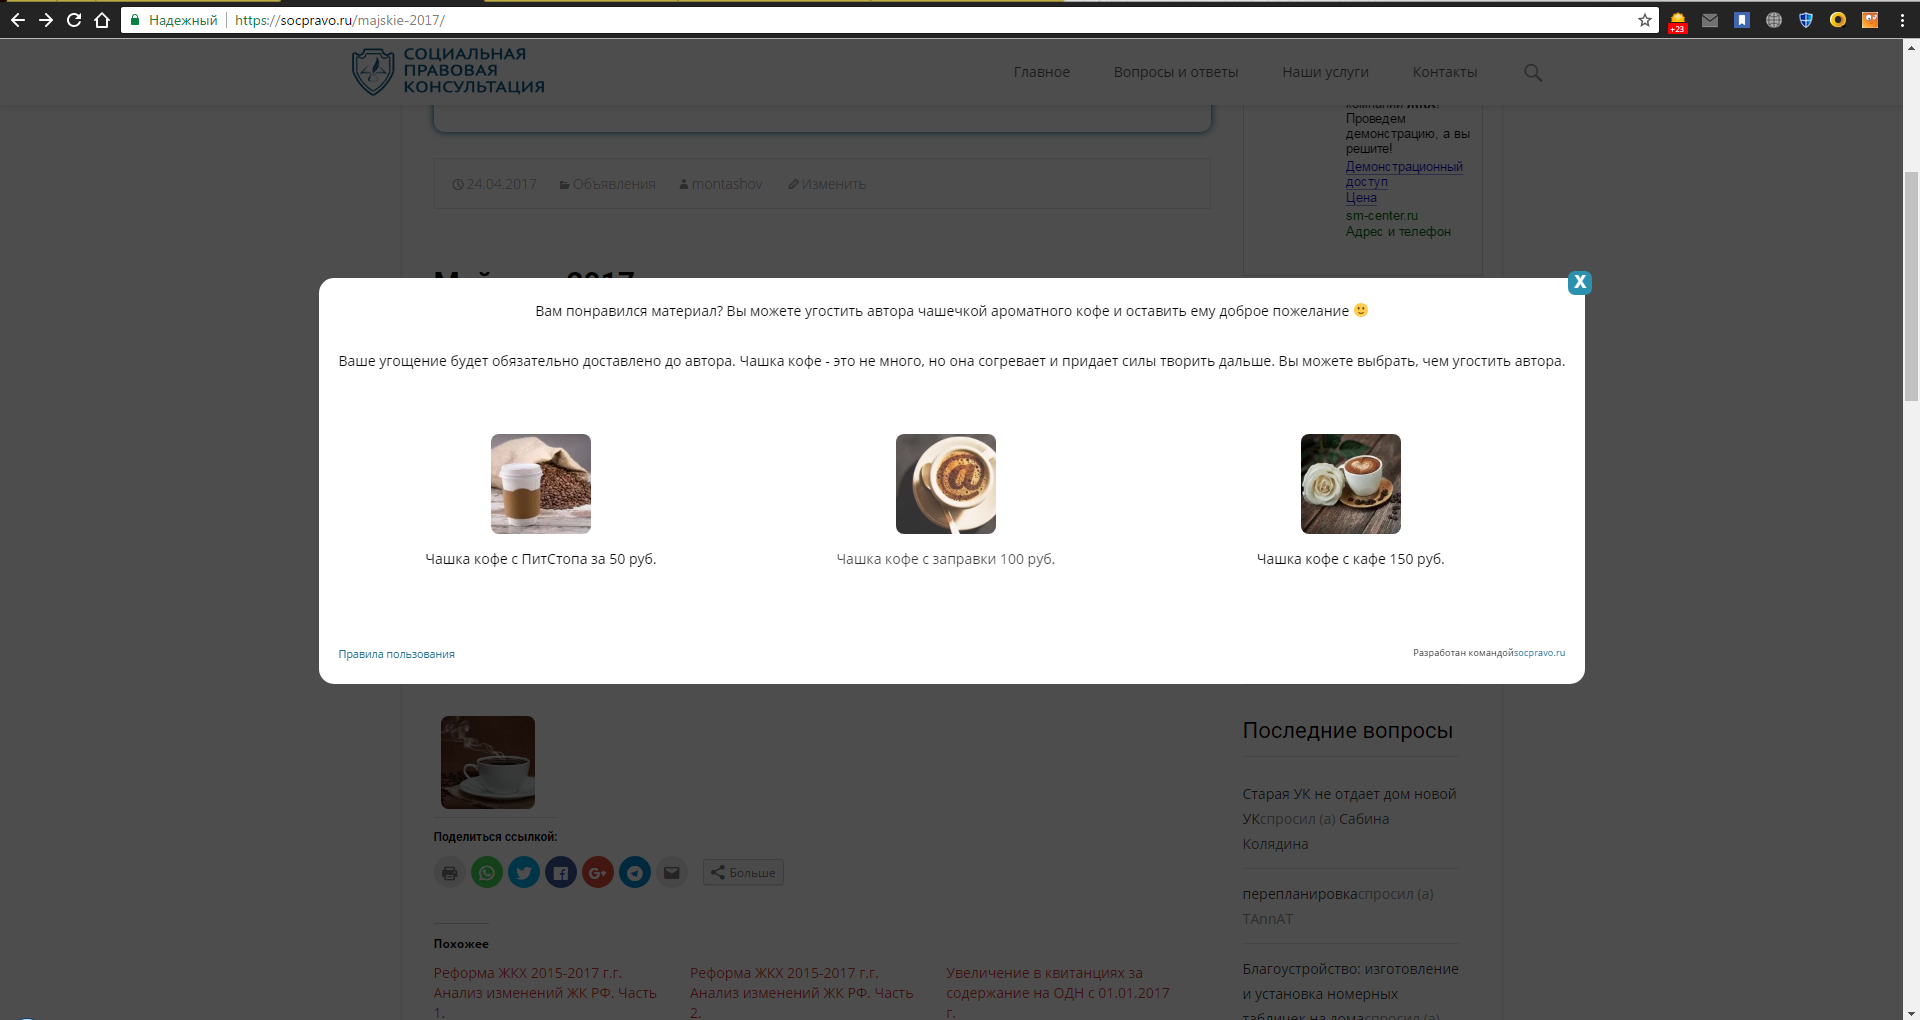 Надежный
https://socpravo.ru/majskie-2017/
+23
СОЦИАЛЬНАЯ
ПРАВОВАЯ
КОНСУЛЬТАЦИЯ
Главное
Вопросы и ответы
Наши услуги
Контакты
Проведем
демонстрацию, а вы
решите!
Демонстрационный
доступ
Цена
sm-center.ru
Адрес и телефон
24.04.2017
Объявления
montashov
Изменить
X
Вам понравился материал? Вы можете угостить автора чашечкой ароматного кофе и оставить ему доброе пожелание 🙂
Ваше угощение будет обязательно доставлено до автора. Чашка кофе - это не много, но она согревает и придает силы творить дальше. Вы можете выбрать, чем угостить автора.
Чашка кофе с ПитСтопа за 50 руб.
Чашка кофе с заправки 100 руб.
Чашка кофе с кафе 150 руб.
Правила пользования
Разработан командойsocpravo.ru
Поделиться ссылкой:
G+
Больше
Похожее
Реформа ЖКХ 2015-2017 г.г.
Анализ изменений ЖК РФ. Часть
1.
Реформа ЖКХ 2015-2017 г.г.
Анализ изменений ЖК РФ. Часть
2.
Увеличение в квитанциях за
содержание на ОДН с 01.01.2017
г.
Последние вопросы
Старая УК не отдает дом новой
УКспросил (а) Сабина
Колядина
перепланировкаспросил (а)
TAnnAT
Благоустройство: изготовление
и установка номерных
табличек на домаспросил (а)